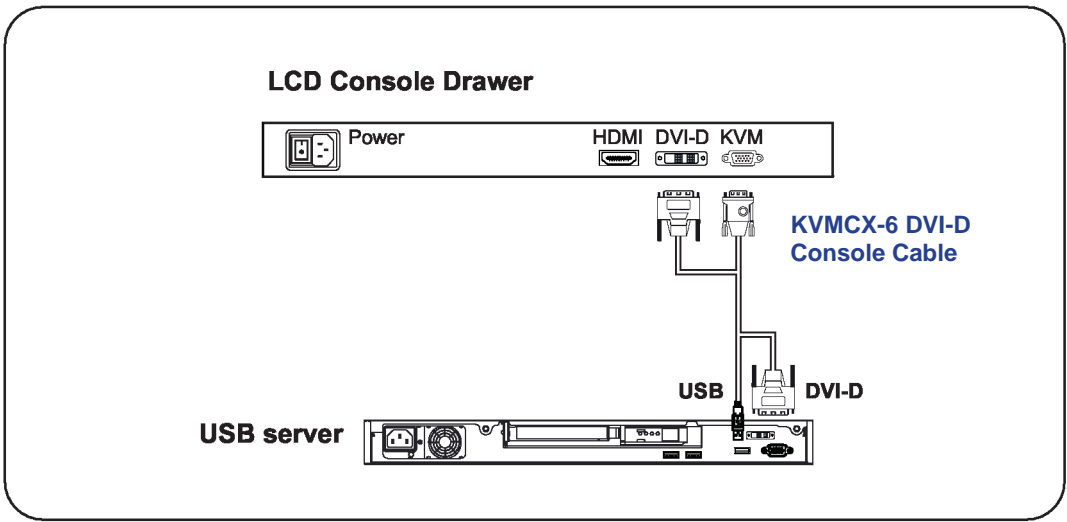 LCD Console Drawer
Power
HDMI DVI-D KVM
KVMCX-6 DVI-D
Console Cable
USB
DVI-D
USB server